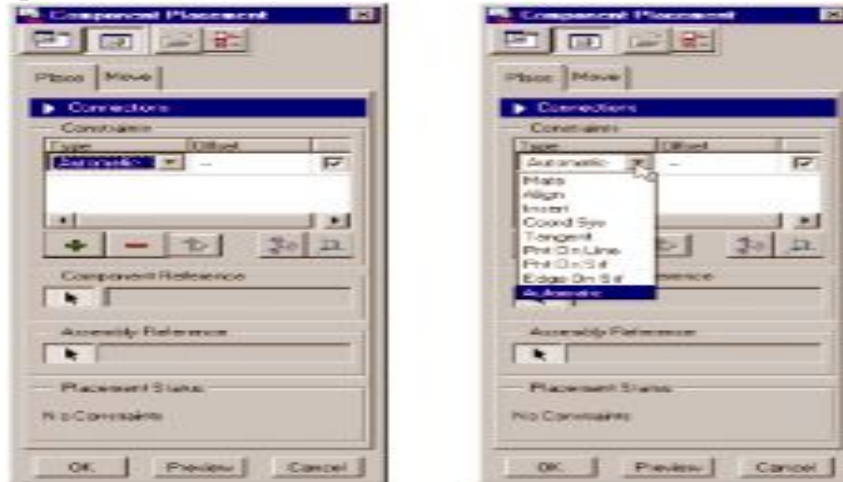 Component Placement
Place Move
Connections
Constraints
Type Offset
Automatic
Component Reference
Assembly Reference
Placement Status
No Constraints
OK Preview Cancel
Component Placement
Place Move
Connections
Constraints
Type Offset
Automatic
Mate
Align
Insert
Coord Sys
Tangent
Pnt On Line
Pnt On Srf
Edge On Srf
Automatic
Assembly Reference
Placement Status
No Constraints
OK Preview Cancel